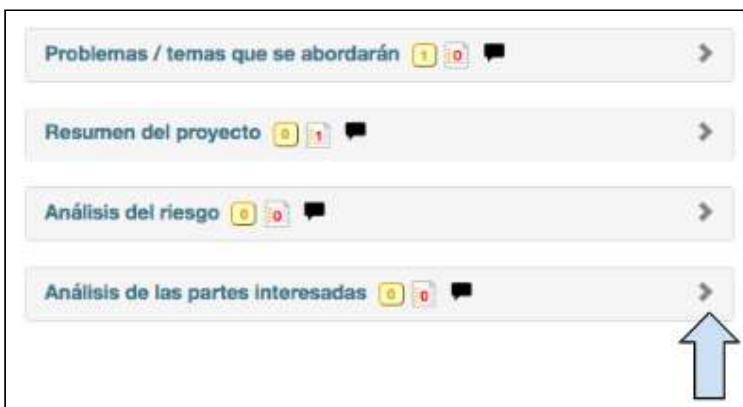 Problemas / temas que se abordarán 1 0
Resumen del proyecto 0 1
Análisis del riesgo 0 0
Análisis de las partes interesadas 0 0